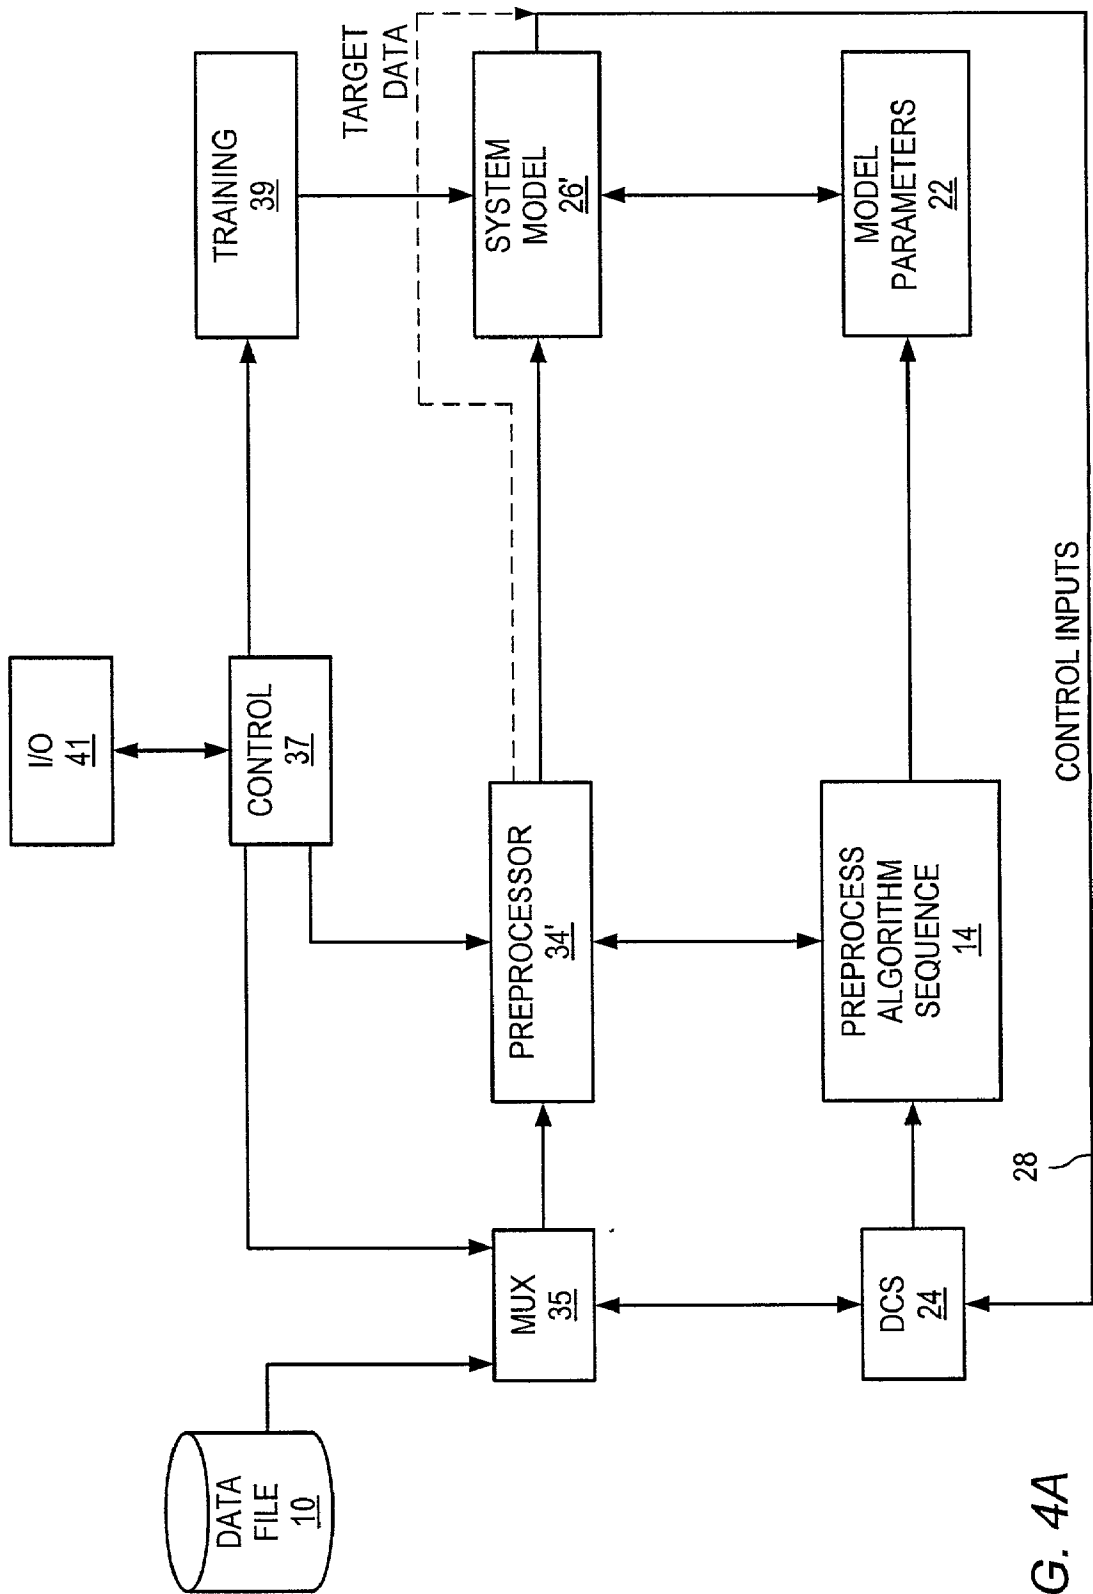 I/O
41
CONTROL
37
TRAINING
39
DATA
FILE
10
MUX
35
PREPROCESSOR
34'
TARGET
DATA
SYSTEM
MODEL
26'
DCS
24
PREPROCESS
ALGORITHM
SEQUENCE
14
MODEL
PARAMETERS
22
28
CONTROL INPUTS
G. 4A